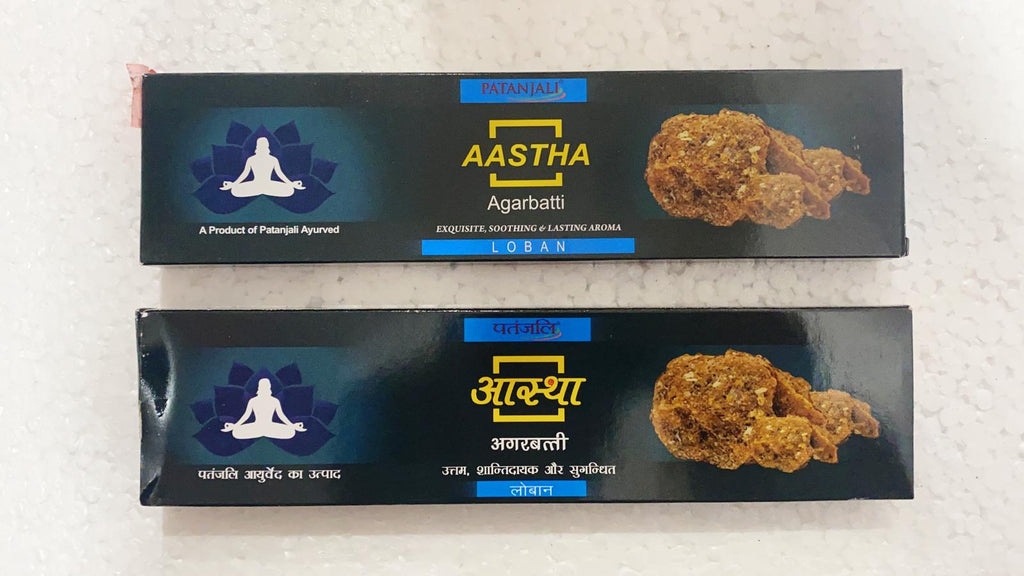 PATANJALI
AASTHA
Agarbatti
A Product of Patanjali Ayurved
EXQUISITE, SOOTHING & LASTING AROMA
LOBAN
पतंजलि
आस्था
अगरबत्ती
पतंजलि आयुर्वेद का उत्पाद
उत्तम, शान्तिदायक और सुगन्धित
लोबान